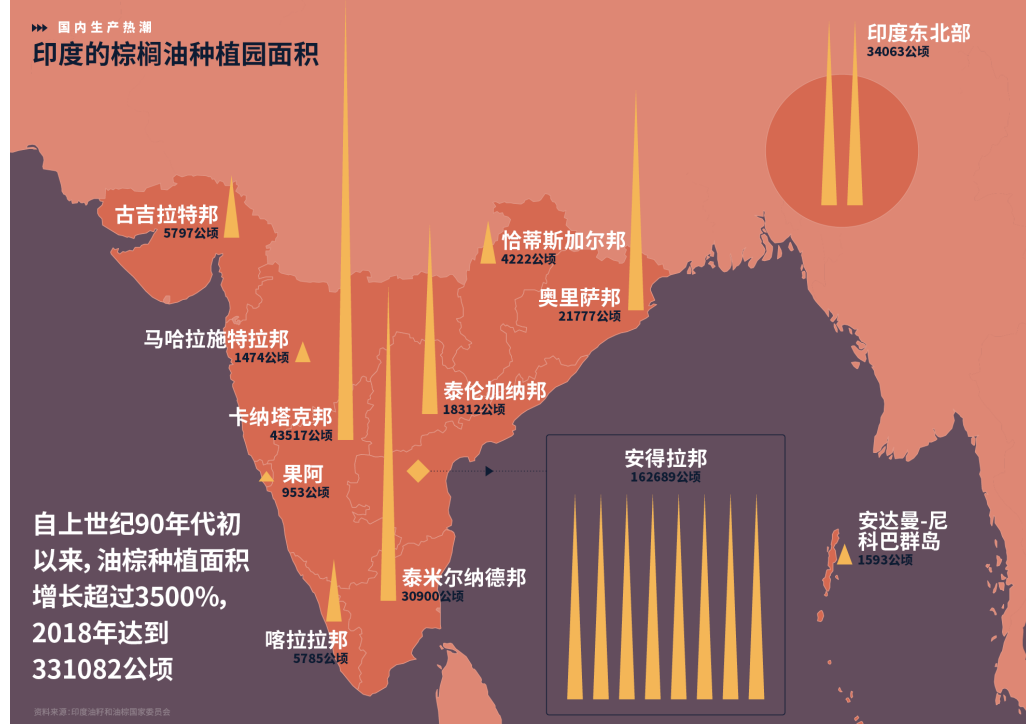 国内生产热潮
印度的棕榈油种植园面积
印度东北部
34063公顷
古吉拉特邦
5797公顷
恰蒂斯加尔邦
4222公顷
奥里萨邦
21777公顷
马哈拉施特拉邦
1474公顷
泰伦加纳邦
18312公顷
卡纳塔克邦
43517公顷
果阿
953公顷
安得拉邦
162689公顷
自上世纪90年代初
以来，油棕种植面积
增长超过3500%，
2018年达到
331082公顷
安达曼-尼
科巴群岛
1593公顷
泰米尔纳德邦
30900公顷
喀拉拉邦
5785公顷
资料来源：印度油籽和油棕国家委员会